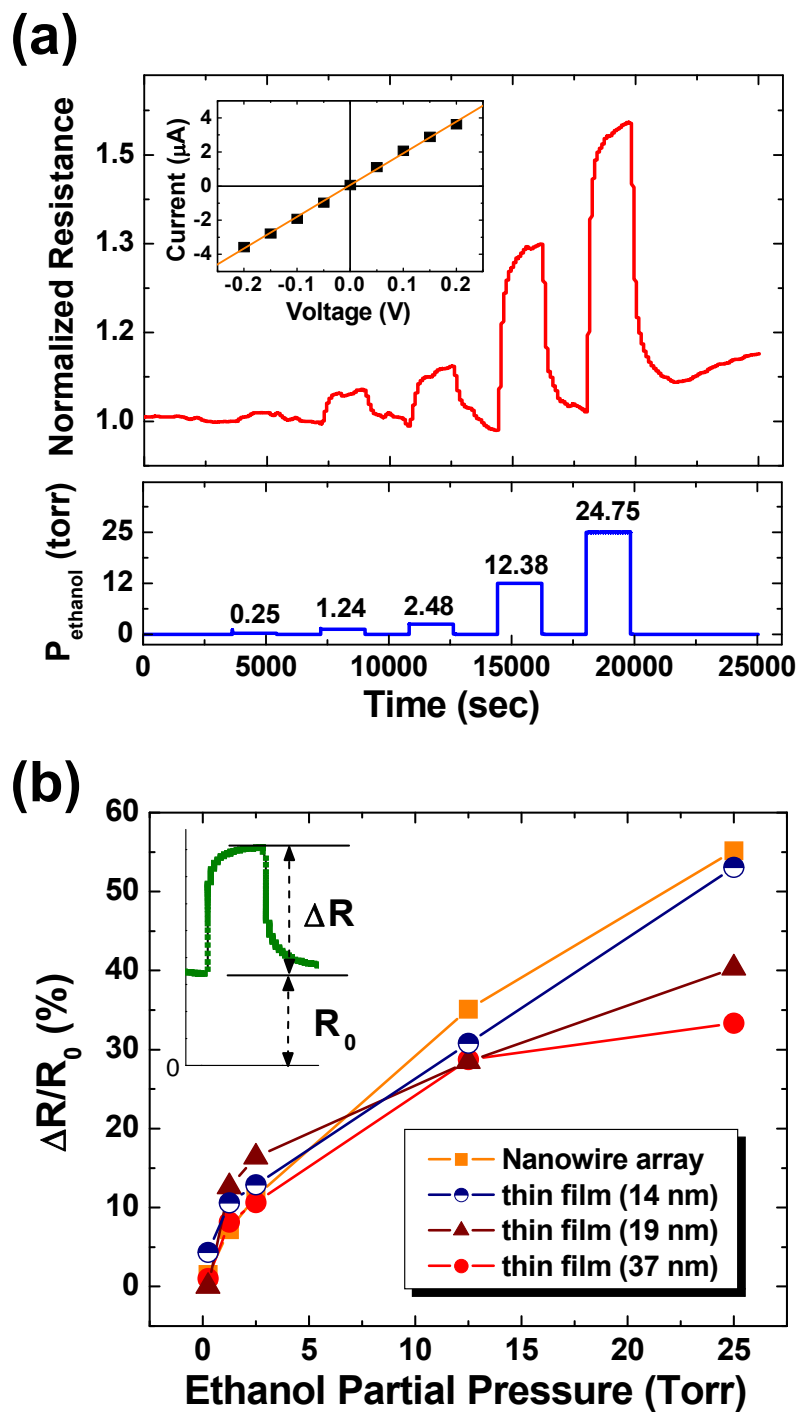 (a)
Normalized Resistance
1.5
1.3
1.2
1.0
Current (μA)
4
2
0
-2
-4
-0.2 -0.1 0.0 0.1 0.2
Voltage (V)
P ethanol (torr)
25
12
0
0.25
1.24
2.48
12.38
24.75
0 5000 10000 15000 20000 25000
Time (sec)
(b)
ΔR/R0 (%)
60
50
40
30
20
10
0
ΔR
R0
0
Nanowire array
thin film (14 nm)
thin film (19 nm)
thin film (37 nm)
0 5 10 15 20 25
Ethanol Partial Pressure (Torr)